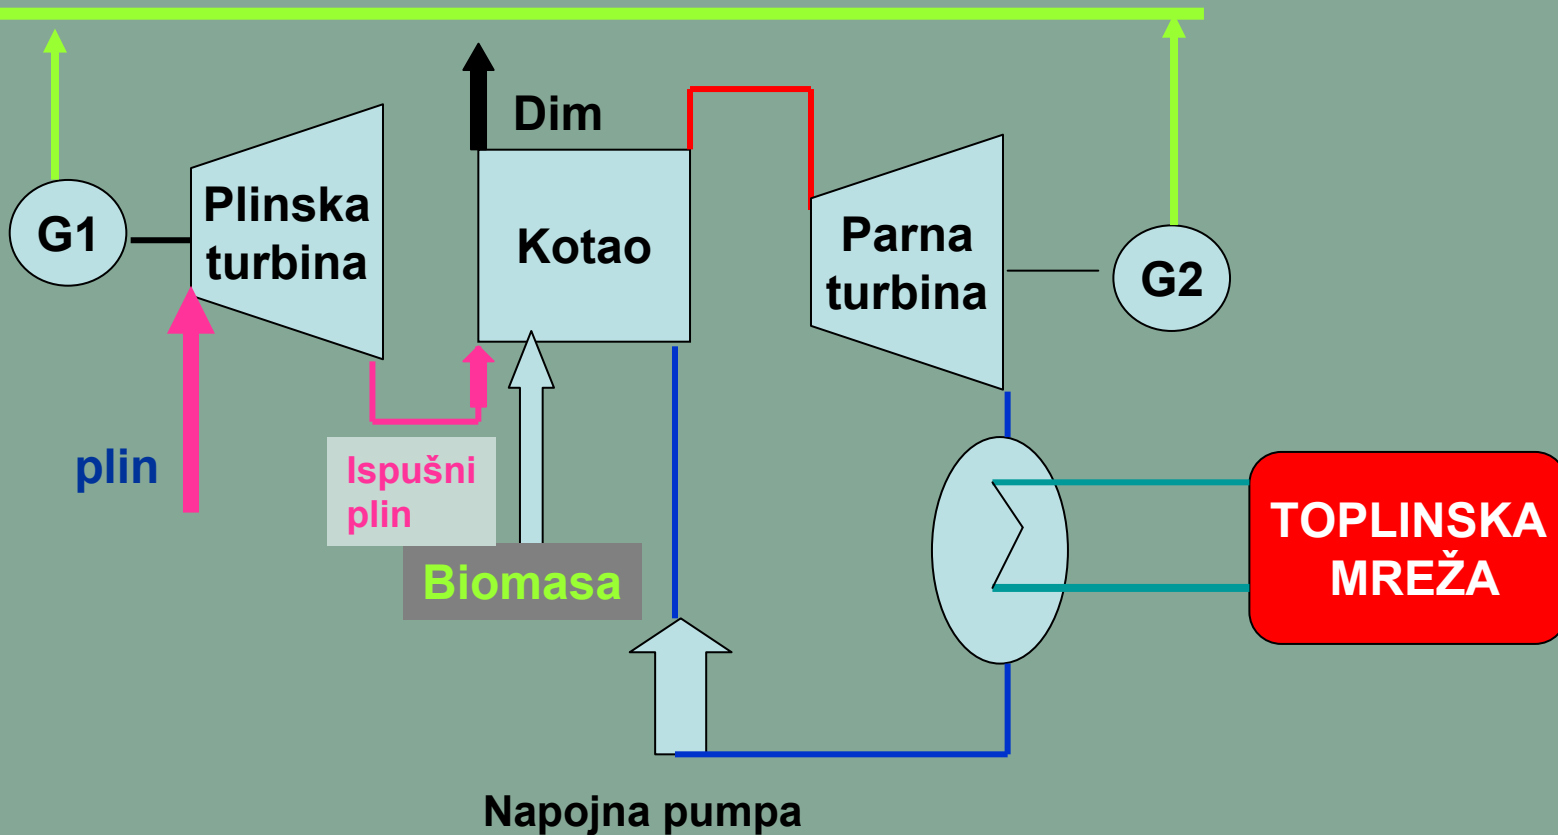 Dim
G1
Plinska
turbina
Kotao
Parna
turbina
G2
plin
Ispušni
plin
Biomasa
TOPLINSKA
MREŽA
Napojna pumpa